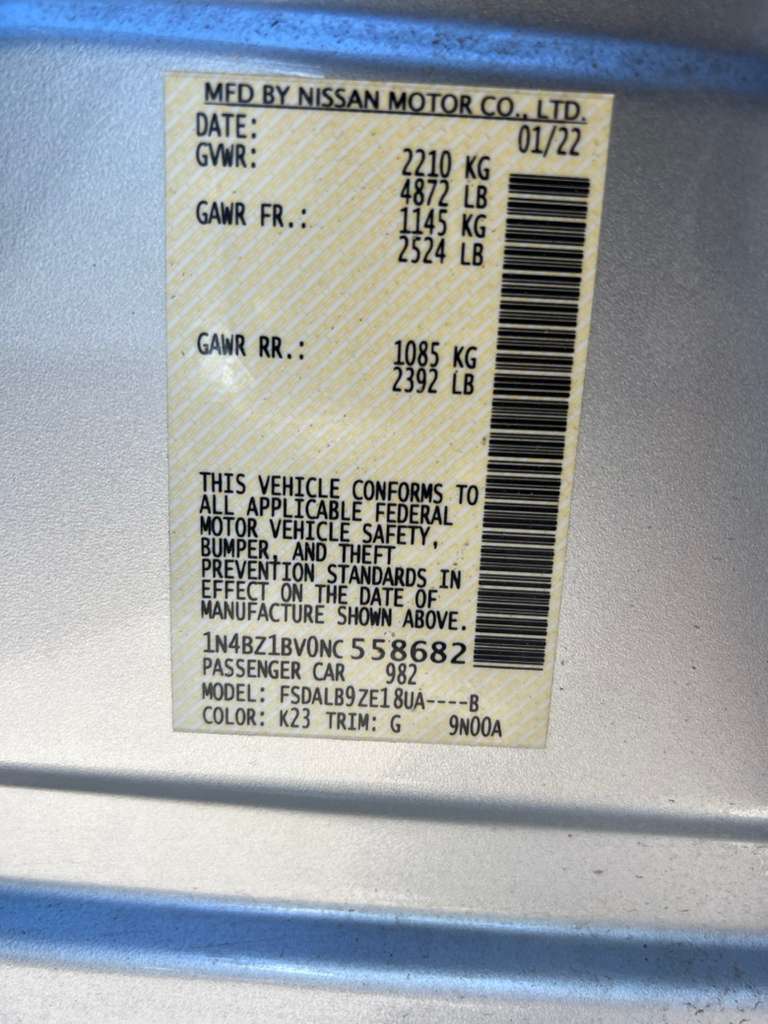 MFD BY NISSAN MOTOR CO., LTD.
DATE: 01/22
GVWR: 2210 KG
4872 LB
GAWR FR.: 1145 KG
2524 LB
GAWR RR.: 1085 KG
2392 LB
THIS VEHICLE CONFORMS TO
ALL APPLICABLE FEDERAL
MOTOR VEHICLE SAFETY,
BUMPER, AND THEFT
PREVENTION STANDARDS IN
EFFECT ON THE DATE OF
MANUFACTURE SHOWN ABOVE.
1N4BZ1BV0NC558682
PASSENGER CAR 982
MODEL: FSDALB9ZE18UA----B
COLOR: K23 TRIM: G 9N00A